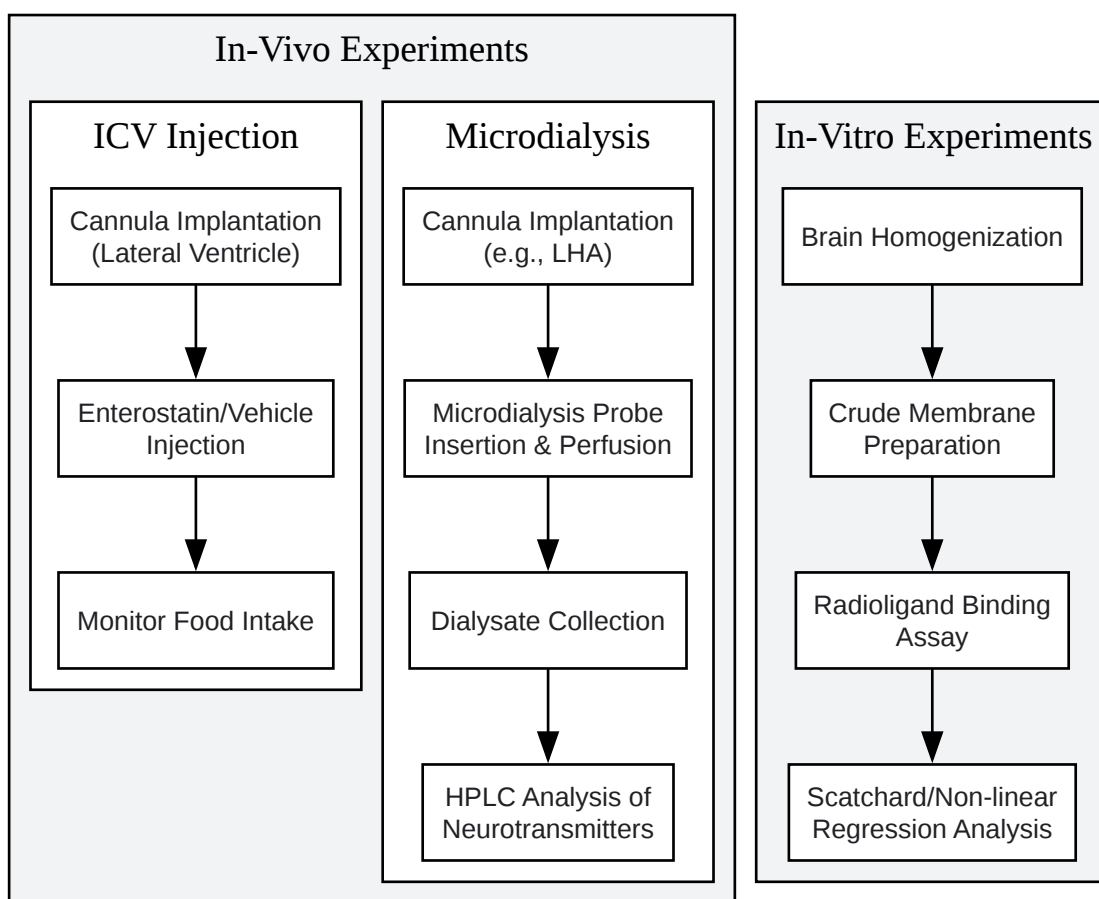 In-Vivo Experiments
ICV Injection
Cannula Implantation
(Lateral Ventricle)
Enterostatin/Vehicle
Injection
Monitor Food Intake
Microdialysis
Cannula Implantation
(e.g., LHA)
Microdialysis Probe
Insertion & Perfusion
Dialysate Collection
HPLC Analysis of
Neurotransmitters
In-Vitro Experiments
Brain Homogenization
Crude Membrane
Preparation
Radioligand Binding
Assay
Scatchard/Non-linear
Regression Analysis